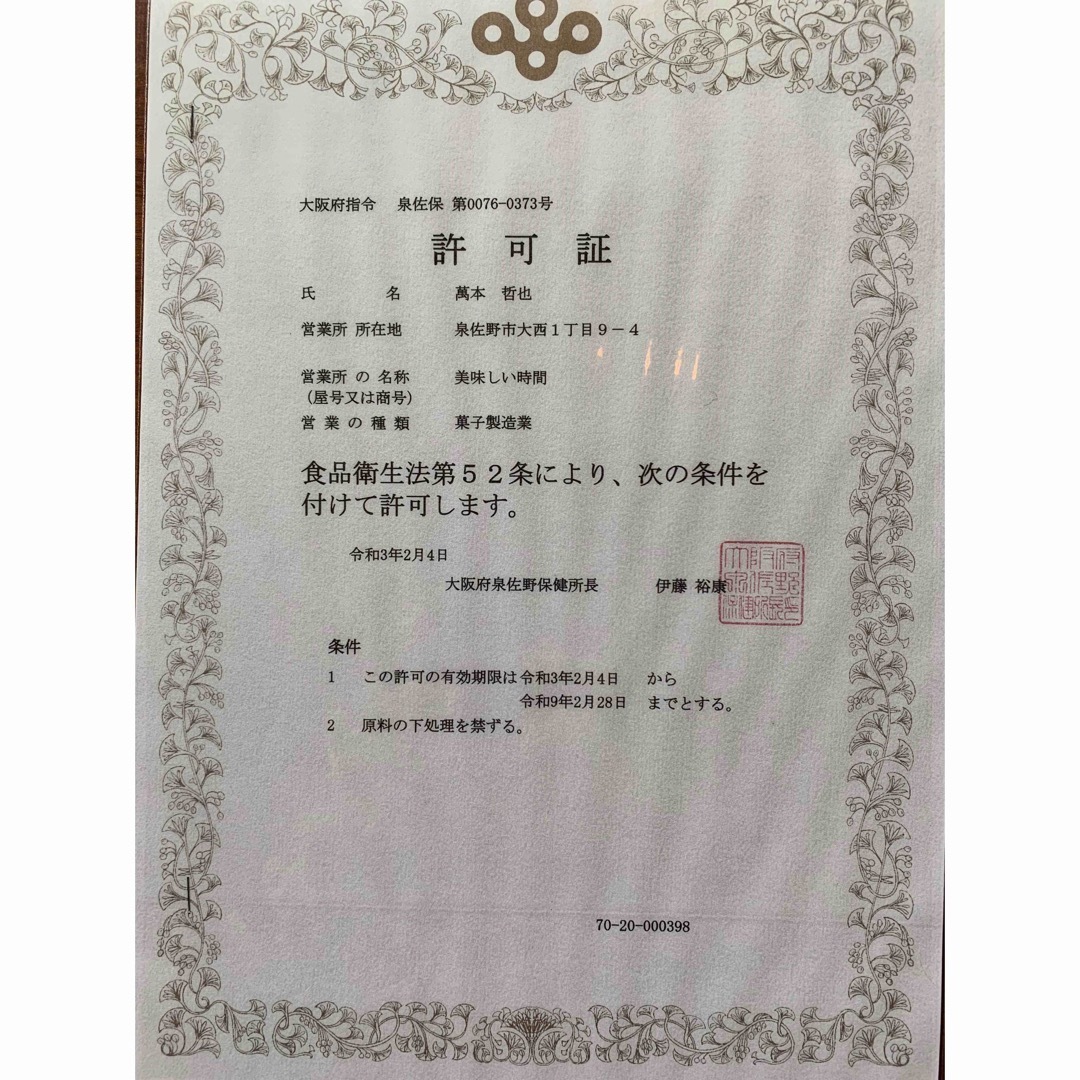 大阪府指令　泉佐保 第0076-0373号
許可証
氏名　萬本　哲也
営業所 所在地　泉佐野市大西１丁目９－４
営業所 の 名称　美味しい時間
（屋号又は商号）
営 業 の 種 類　菓子製造業
食品衛生法第５２条により、次の条件を
付けて許可します。
令和3年2月4日
大阪府泉佐野保健所長　伊藤 裕康
条件
1　この許可の有効期限は 令和3年2月4日　から
令和9年2月28日　までとする。
2　原料の下処理を禁ずる。
70-20-000398